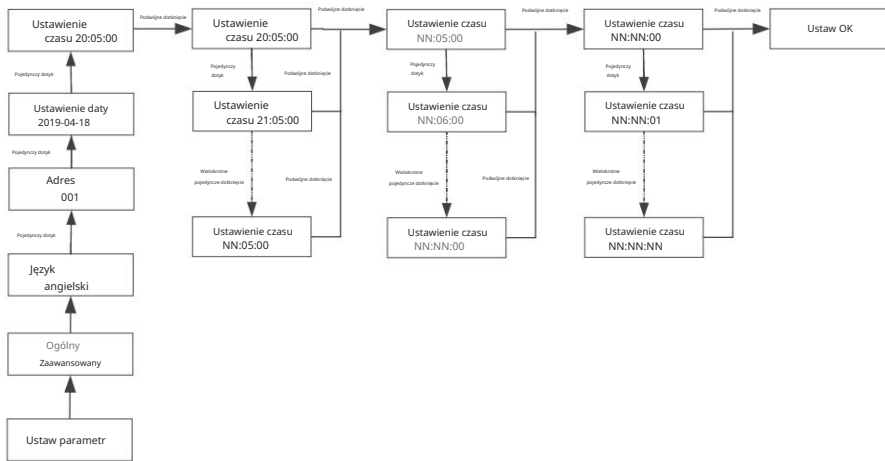 Ustawienie
czasu 20:05:00
Podwójne dotknięcie
Ustawienie
czasu 20:05:00
Podwójne dotknięcie
Ustawienie czasu
NN:05:00
Podwójne dotknięcie
Ustawienie czasu
NN:NN:00
Podwójne dotknięcie
Ustaw OK
Pojedynczy dotyk
Pojedynczy
dotyk
Podwójne dotknięcie
Pojedynczy
dotyk
Pojedynczy
dotyk
Ustawienie daty
2019-04-18
Ustawienie
czasu 21:05:00
Ustawienie czasu
NN:06:00
Ustawienie czasu
NN:NN:01
Pojedynczy dotyk
Adres
001
Wielokrotne
pojedyncze dotknięcie
Podwójne dotknięcie
Wielokrotne
pojedyncze dotknięcie
Podwójne dotknięcie
Wielokrotne
pojedyncze dotknięcie
Pojedynczy dotyk
Ustawienie czasu
NN:05:00
Ustawienie czasu
NN:NN:00
Ustawienie czasu
NN:NN:NN
Język
angielski
Ogólny
Zaawansowany
Ustaw parametr